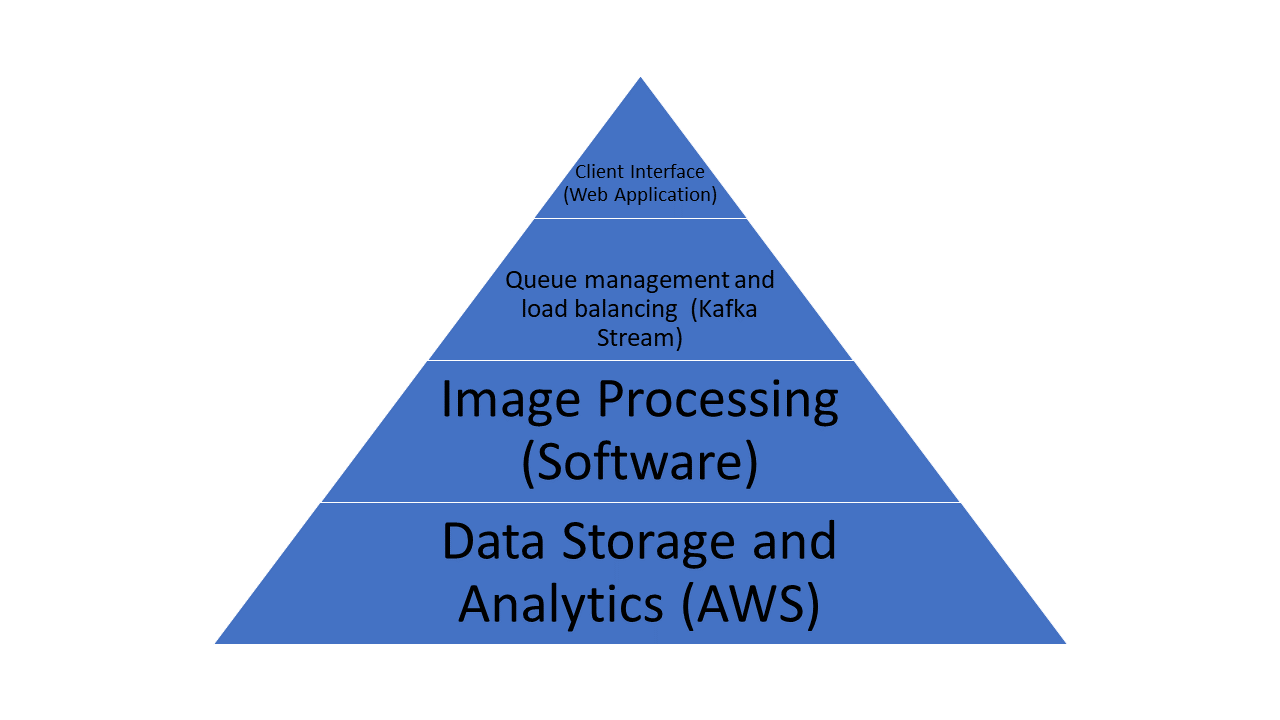 Client Interface
(Web Application)
Queue management and
load balancing  (Kafka
Stream)
Image Processing
(Software)
Data Storage and
Analytics (AWS)